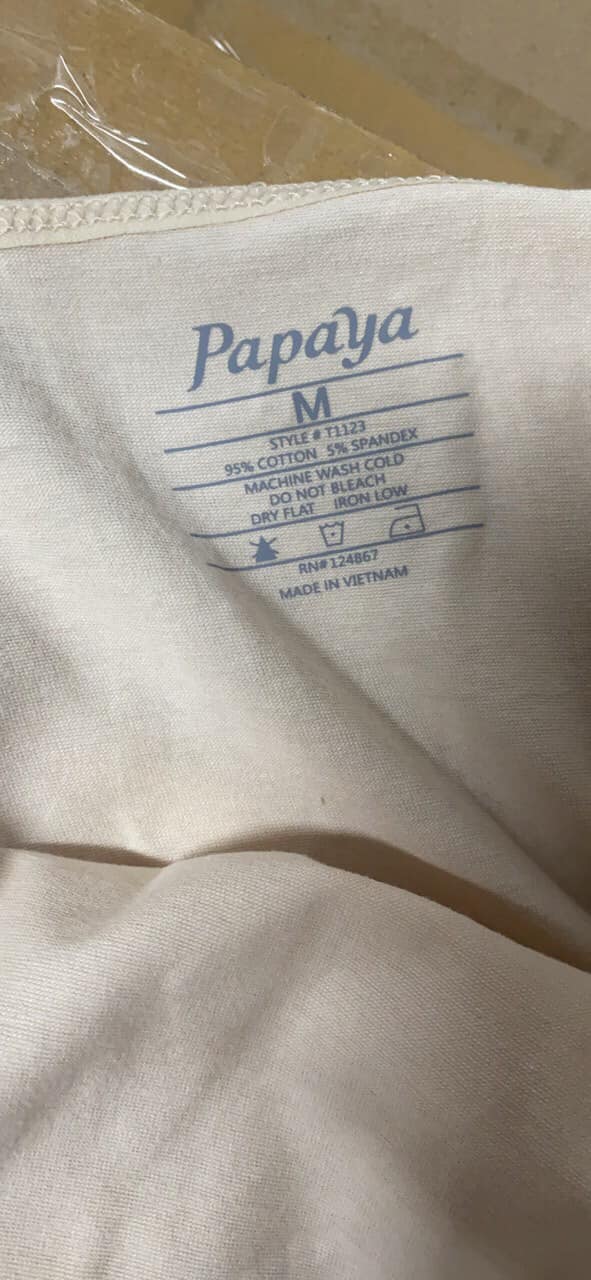 Papaya
M
STYLE # T1123
95% COTTON 5% SPANDEX
MACHINE WASH COLD
DO NOT BLEACH
DRY FLAT IRON LOW
RN# 124867
MADE IN VIETNAM